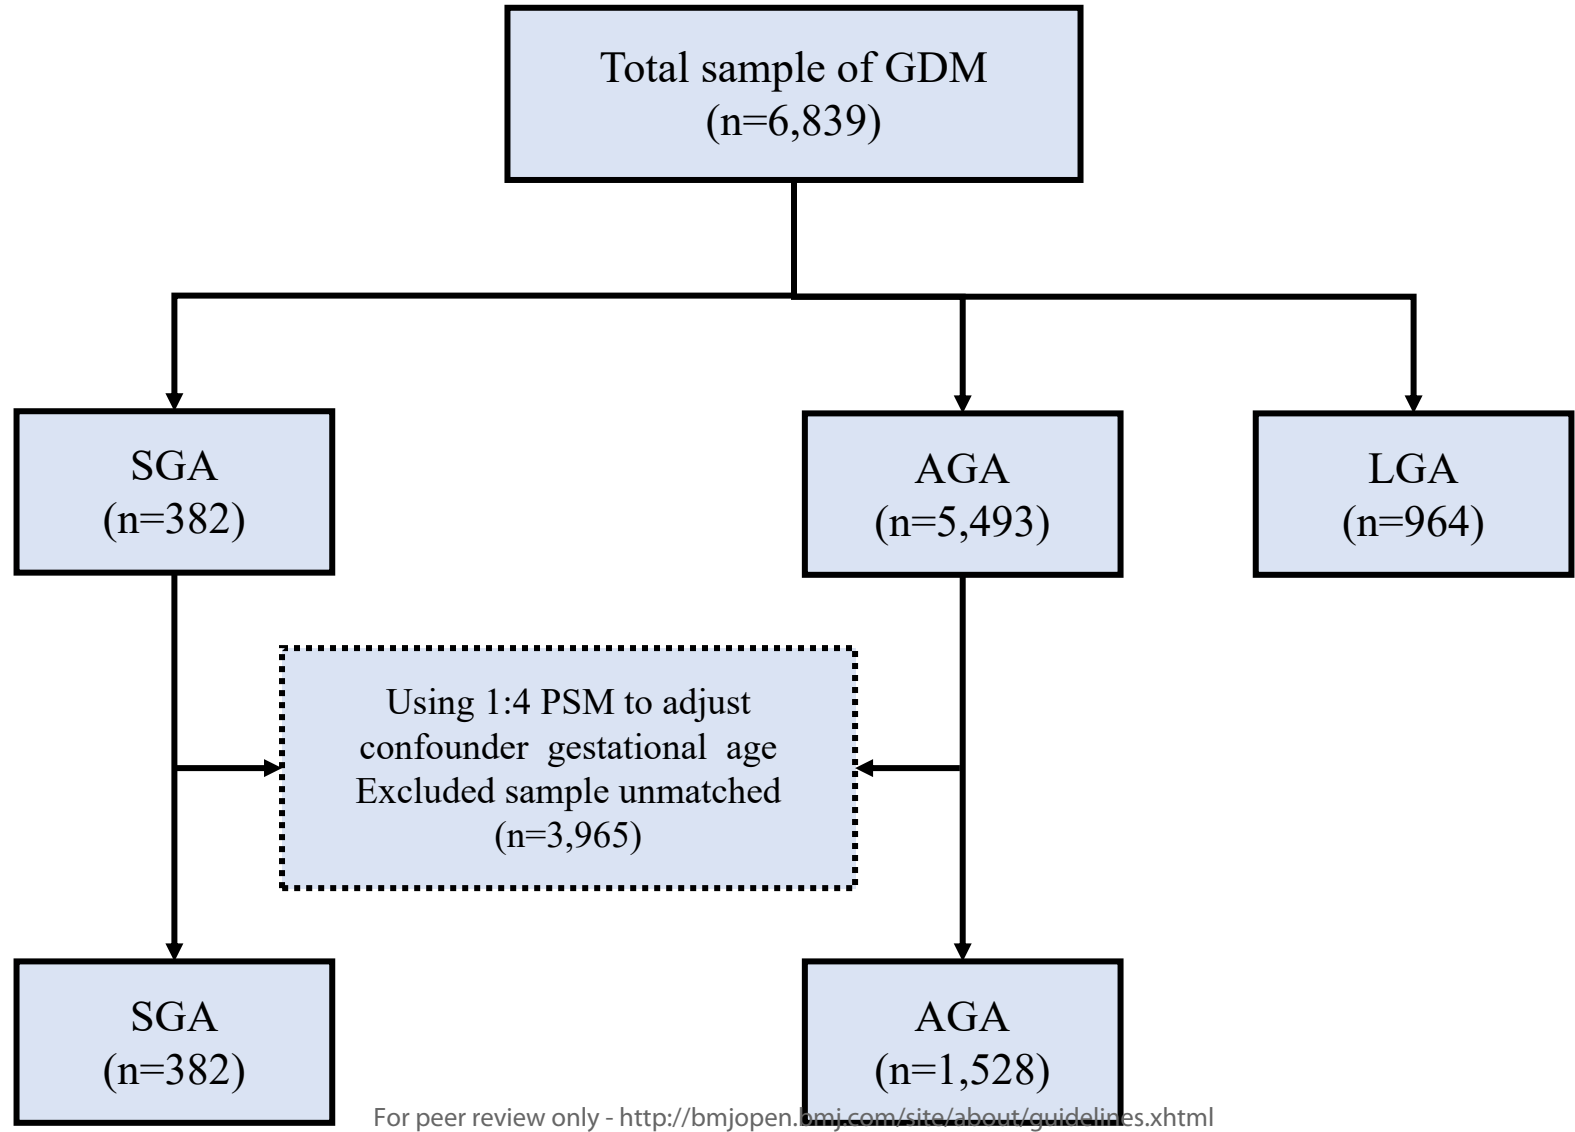 Total sample of GDM
(n=6,839)
SGA
(n=382)
AGA
(n=5,493)
LGA
(n=964)
Using 1:4 PSM to adjust
confounder gestational age
Excluded sample unmatched
(n=3,965)
SGA
(n=382)
AGA
(n=1,528)
For peer review only - http://bmjopen.bmj.com/site/about/guidelines.xhtml